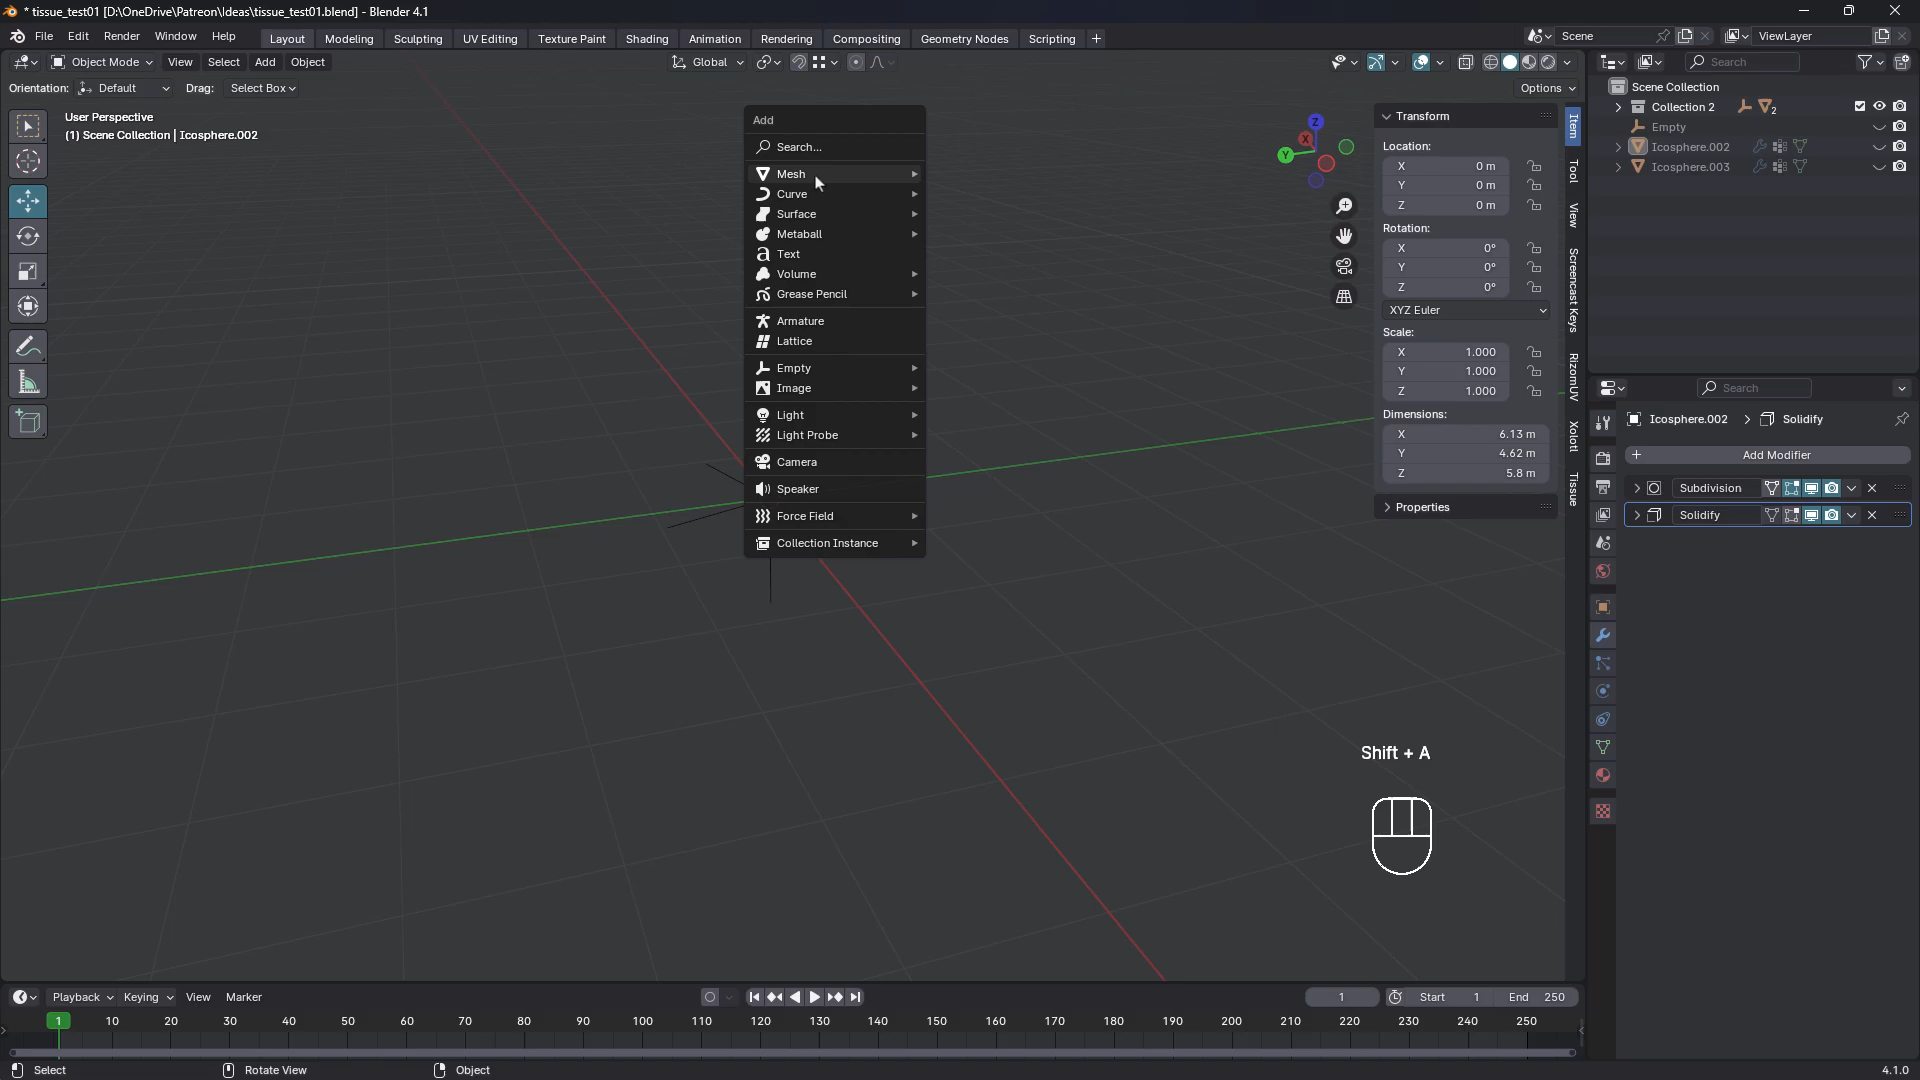 * tissue_test01 [D:\OneDrive\Patreon\Ideas\tissue_test01.blend] - Blender 4.1
File Edit Render Window Help Layout Modeling Sculpting UV Editing Texture Paint Shading Animation Rendering Compositing Geometry Nodes Scripting +
Scene ViewLayer
Object Mode View Select Add Object Global
Orientation: Default Drag: Select Box Options
User Perspective
(1) Scene Collection | Icosphere.002
Add
Search...
Mesh
Curve
Surface
Metaball
Text
Volume
Grease Pencil
Armature
Lattice
Empty
Image
Light
Light Probe
Camera
Speaker
Force Field
Collection Instance
Z
X
Y
Transform
Location:
X 0 m
Y 0 m
Z 0 m
Rotation:
X 0°
Y 0°
Z 0°
XYZ Euler
Scale:
X 1.000
Y 1.000
Z 1.000
Dimensions:
X 6.13 m
Y 4.62 m
Z 5.8 m
Properties
Item
Tool
View
Screencast Keys
RizomUV
Xolotl
Tissue
Search
Scene Collection
Collection 2 2
Empty
Icosphere.002
Icosphere.003
Search
Icosphere.002 > Solidify
+ Add Modifier
Subdivision
Solidify
Shift + A
Playback Keying View Marker
1 Start 1 End 250
1 10 20 30 40 50 60 70 80 90 100 110 120 130 140 150 160 170 180 190 200 210 220 230 240 250
Select Rotate View Object 4.1.0